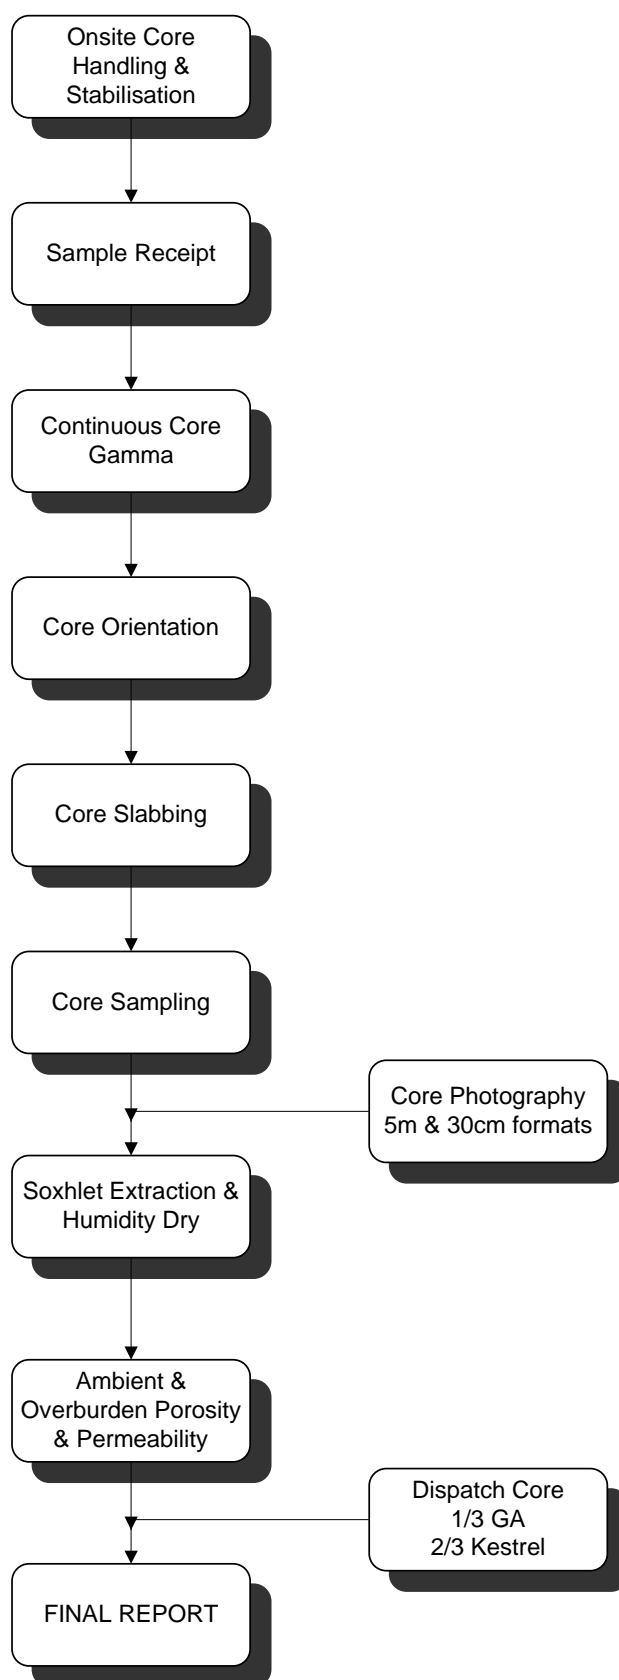 Onsite Core
Handling &
Stabilisation
Sample Receipt
Continuous Core
Gamma
Core Orientation
Core Slabbing
Core Sampling
Core Photography
5m & 30cm formats
Soxhlet Extraction &
Humidity Dry
Ambient &
Overburden Porosity
& Permeability
Dispatch Core
1/3 GA
2/3 Kestrel
FINAL REPORT